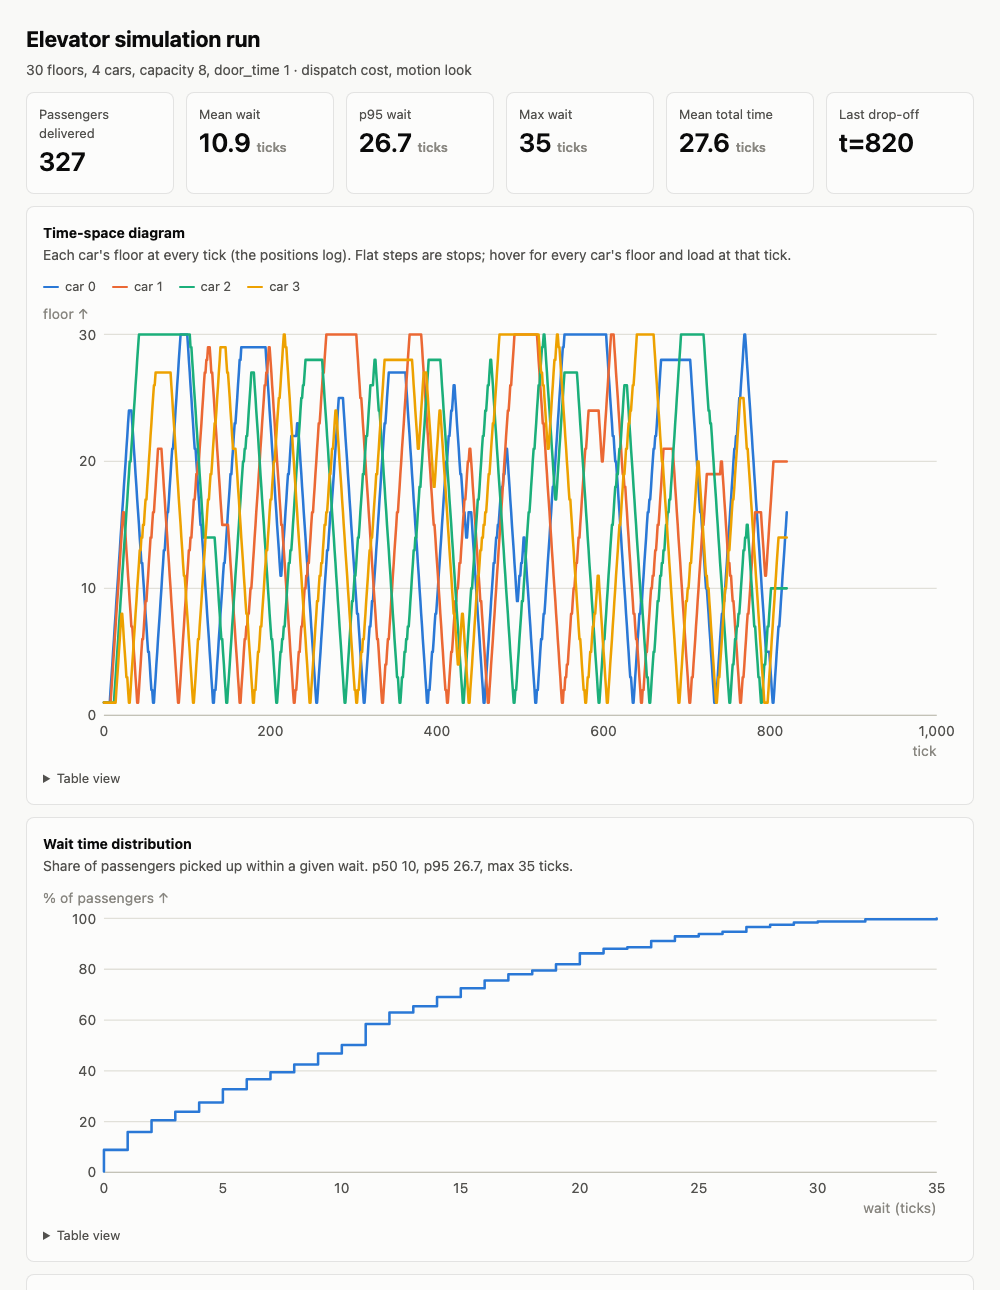 Elevator simulation run
30 floors, 4 cars, capacity 8, door_time 1 · dispatch cost, motion look
Passengers
delivered
327
Mean wait
10.9 ticks
p95 wait
26.7 ticks
Max wait
35 ticks
Mean total time
27.6 ticks
Last drop-off
t=820
Time-space diagram
Each car's floor at every tick (the positions log). Flat steps are stops; hover for every car's floor and load at that tick.
car 0 car 1 car 2 car 3
floor ↑
30
20
10
0
0 200 400 600 800 1,000
tick
▶ Table view
Wait time distribution
Share of passengers picked up within a given wait. p50 10, p95 26.7, max 35 ticks.
% of passengers ↑
100
80
60
40
20
0
0 5 10 15 20 25 30 35
wait (ticks)
▶ Table view